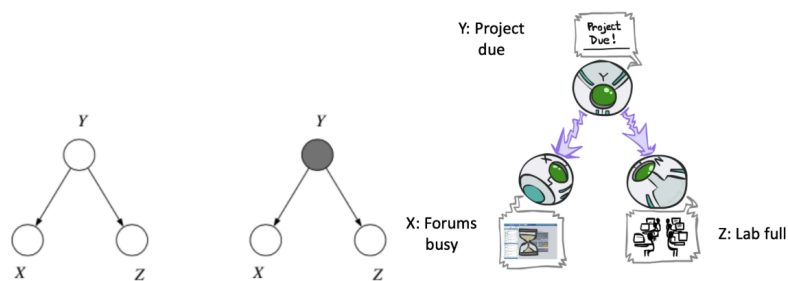 Y
X
Z
Y
X
Z
Y: Project
due
Project
Due!
Y
X
Z
X: Forums
busy
Z: Lab full